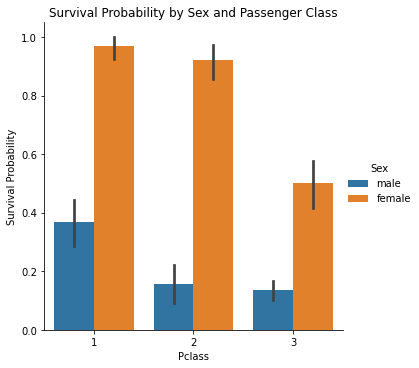 Survival Probability by Sex and Passenger Class
1.0
0.8
0.6
0.4
0.2
0.0
Survival Probability
1 2 3
Pclass
Sex
male
female